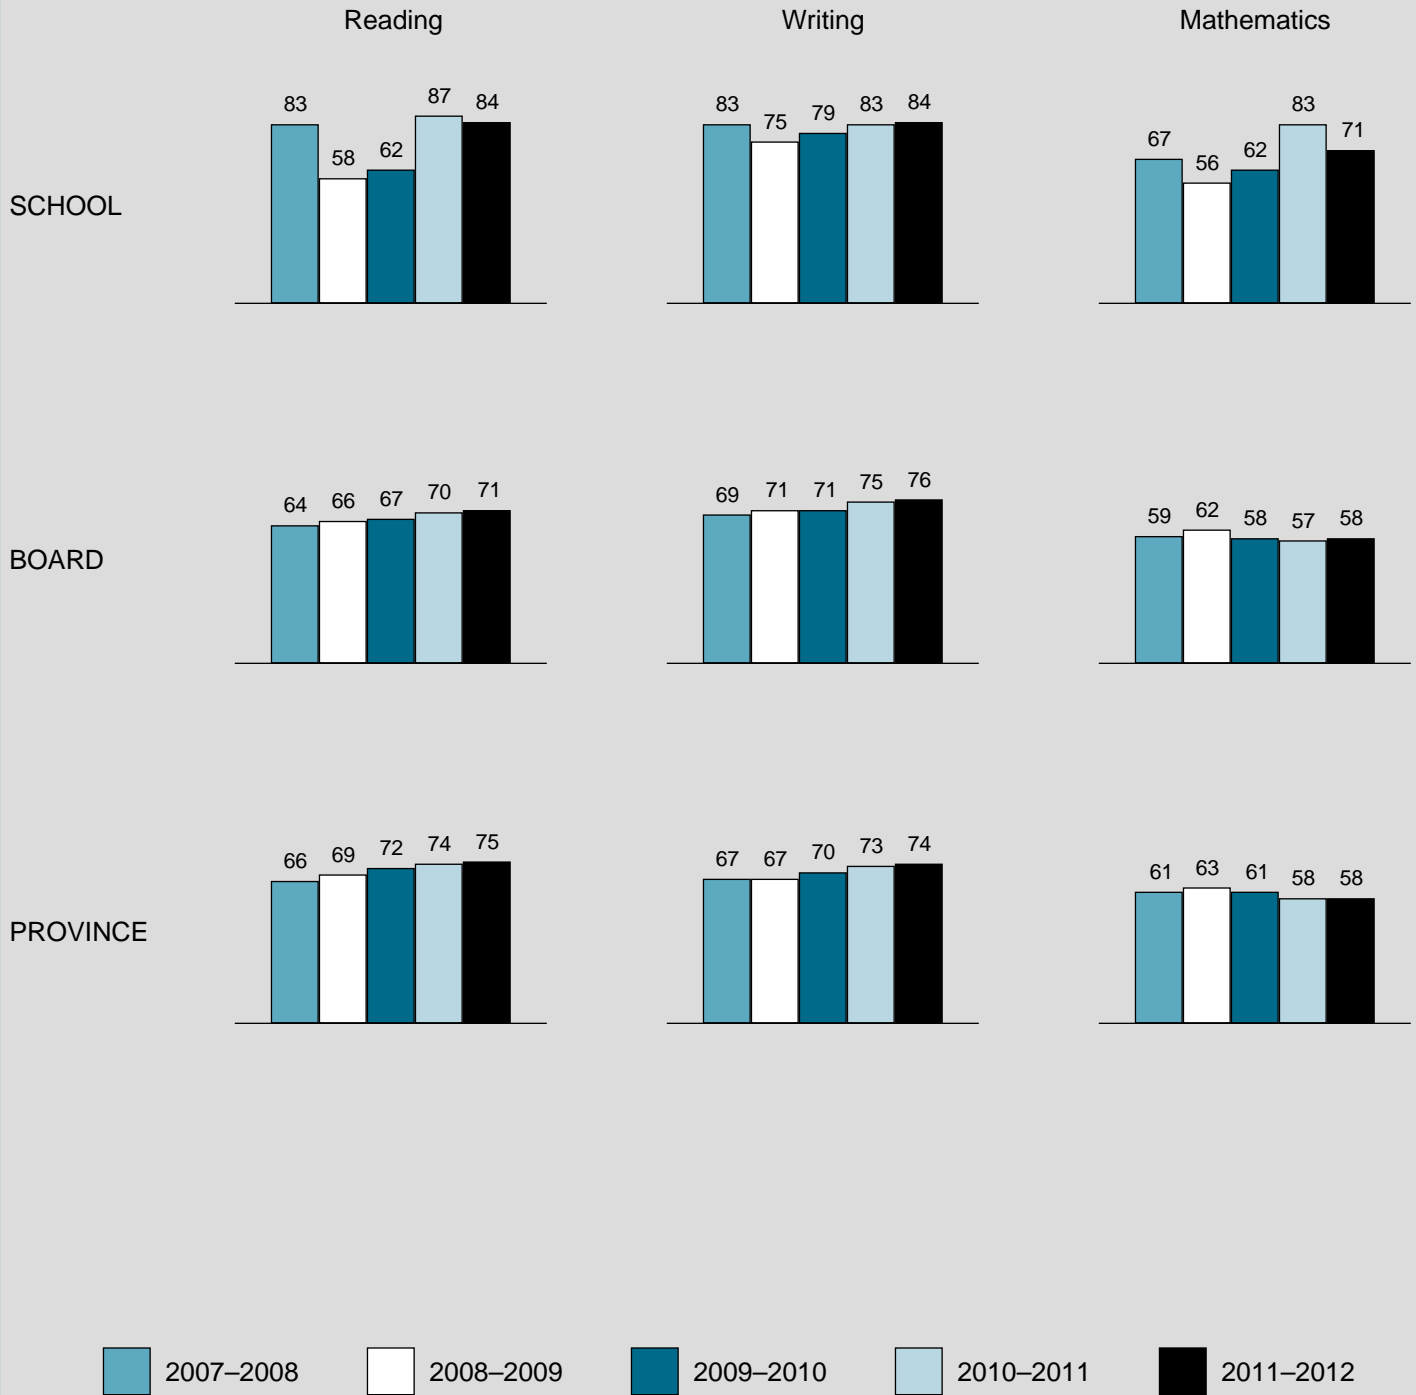 Reading Writing Mathematics
83 58 62 87 84 83 75 79 83 84 67 56 62 83 71
SCHOOL
64 66 67 70 71 69 71 71 75 76 59 62 58 57 58
BOARD
66 69 72 74 75 67 67 70 73 74 61 63 61 58 58
PROVINCE
2007–2008 2008–2009 2009–2010 2010–2011 2011–2012